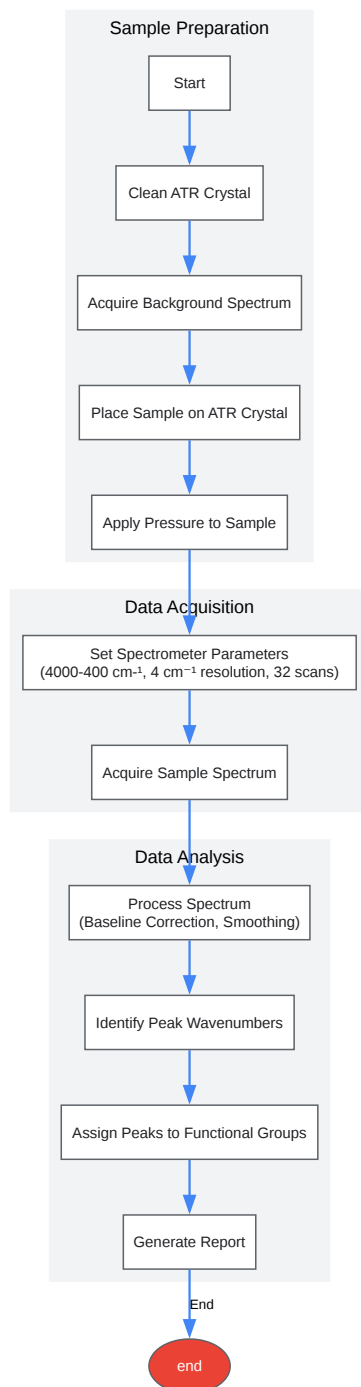 Sample Preparation
Start
Clean ATR Crystal
Acquire Background Spectrum
Place Sample on ATR Crystal
Apply Pressure to Sample
Data Acquisition
Set Spectrometer Parameters
(4000-400 cm-¹, 4 cm⁻¹ resolution, 32 scans)
Acquire Sample Spectrum
Data Analysis
Process Spectrum
(Baseline Correction, Smoothing)
Identify Peak Wavenumbers
Assign Peaks to Functional Groups
Generate Report
End
end